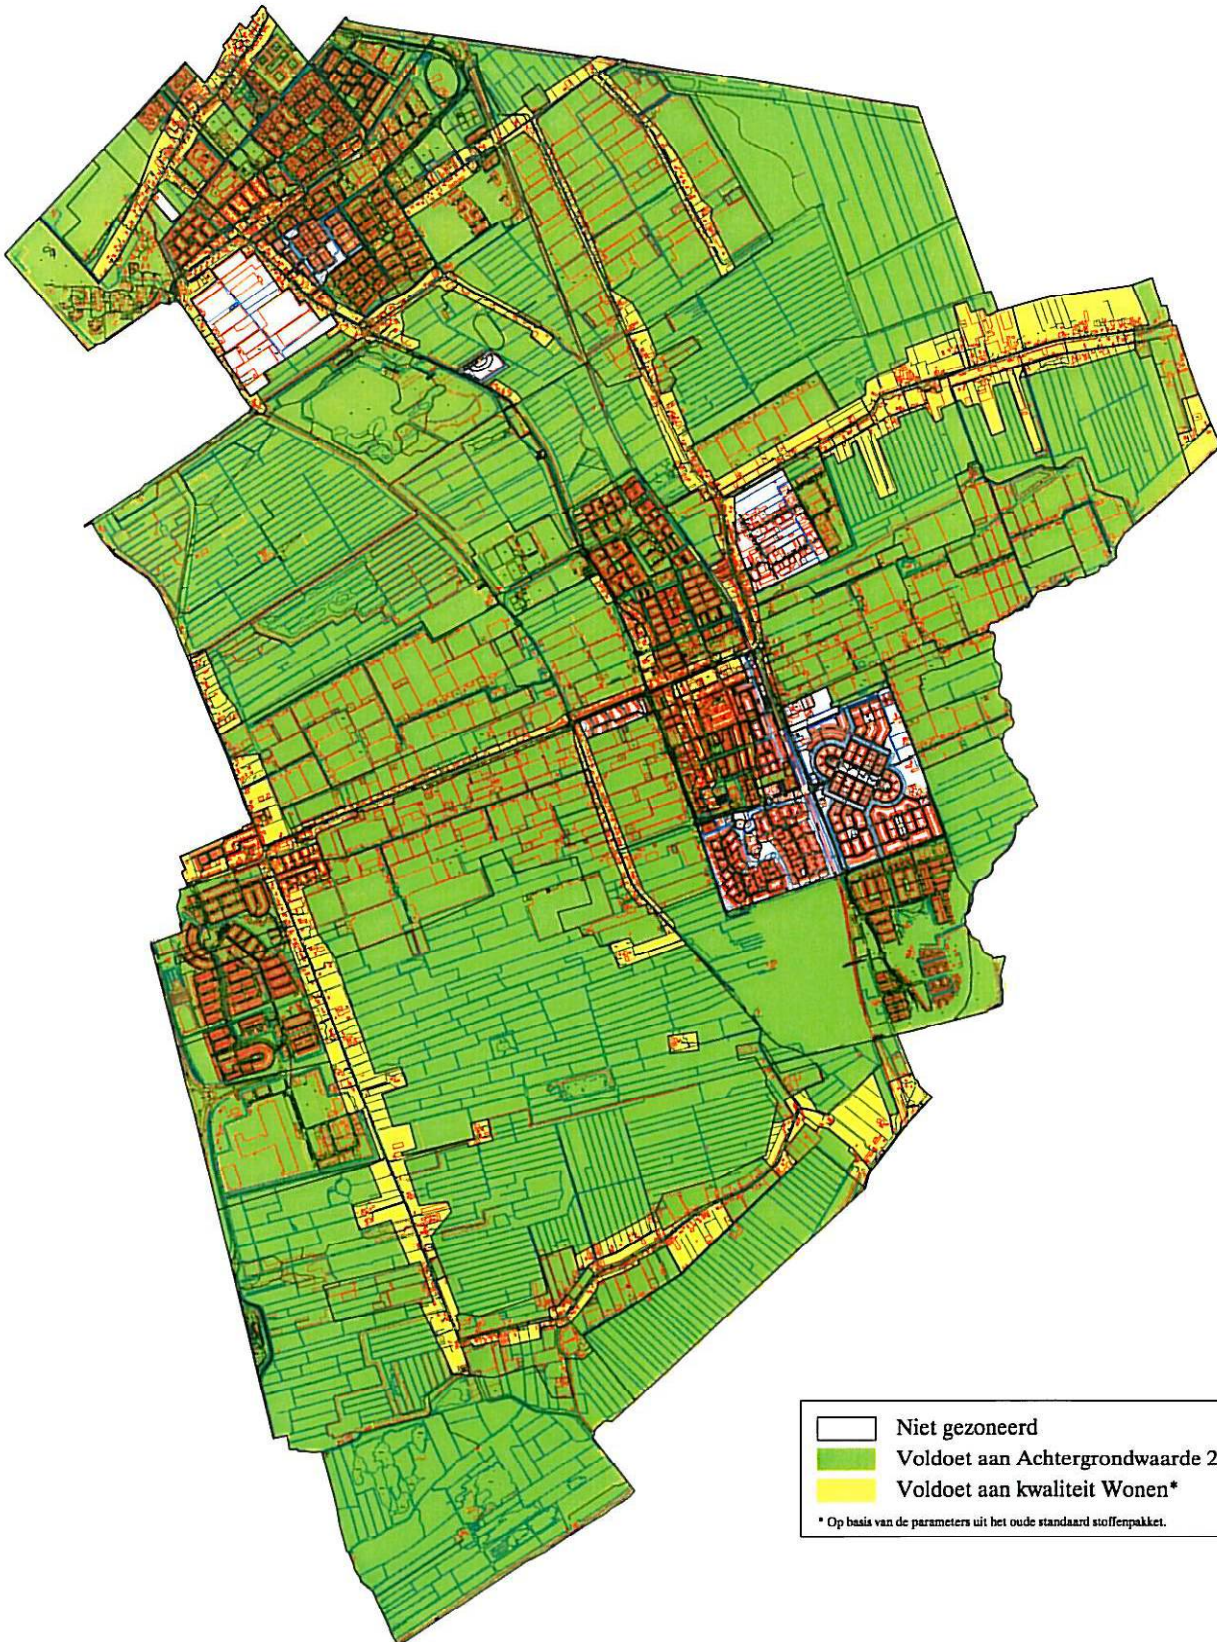 Niet gezoneerd
Voldoet aan Achtergrondwaarde 2
Voldoet aan kwaliteit Wonen*
* Op basis van de parameters uit het oude standaard stoffenpakket.